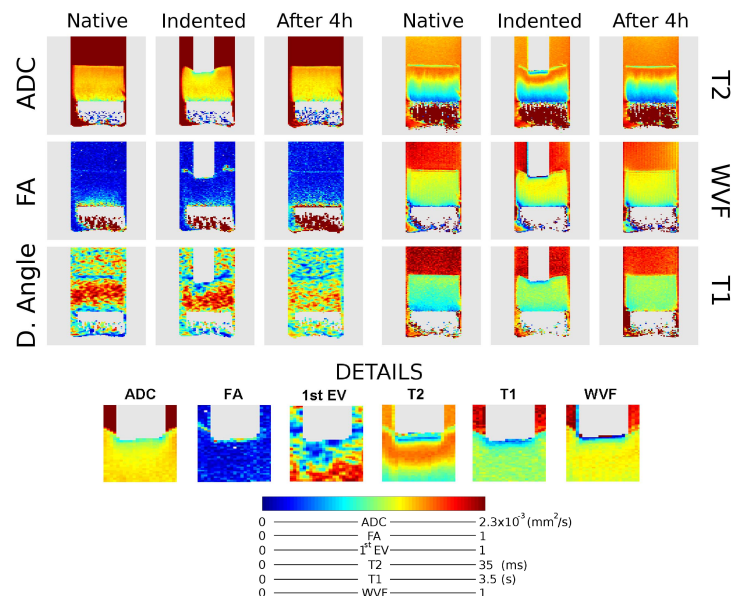 Native Indented After 4h Native Indented After 4h
ADC T2
FA WVF
D. Angle T1
DETAILS
ADC FA 1st EV T2 T1 WVF
0 ADC 2.3x10⁻³ (mm²/s)
0 FA 1
0 1ˢᵗ EV 1
0 T2 35 (ms)
0 T1 3.5 (s)
0 WVF 1